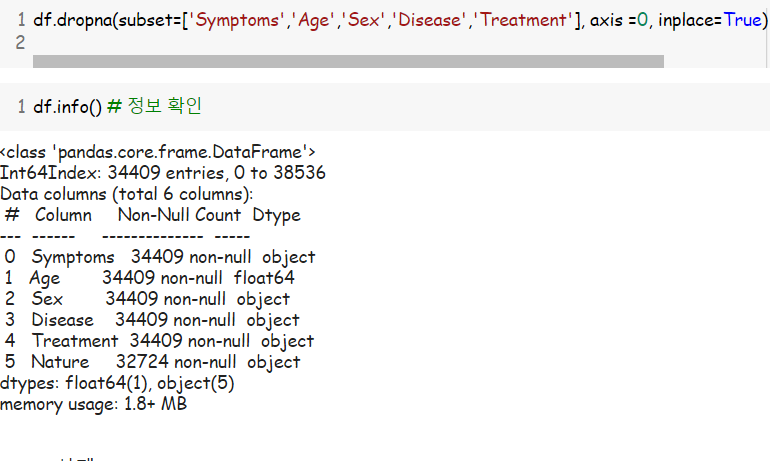 1 df.dropna(subset=['Symptoms','Age','Sex','Disease','Treatment'], axis =0, inplace=True)
2
1 df.info() # 정보 확인
<class 'pandas.core.frame.DataFrame'>
Int64Index: 34409 entries, 0 to 38536
Data columns (total 6 columns):
# Column Non-Null Count Dtype
--- ------ -------------- -----
0 Symptoms 34409 non-null object
1 Age 34409 non-null float64
2 Sex 34409 non-null object
3 Disease 34409 non-null object
4 Treatment 34409 non-null object
5 Nature 32724 non-null object
dtypes: float64(1), object(5)
memory usage: 1.8+ MB